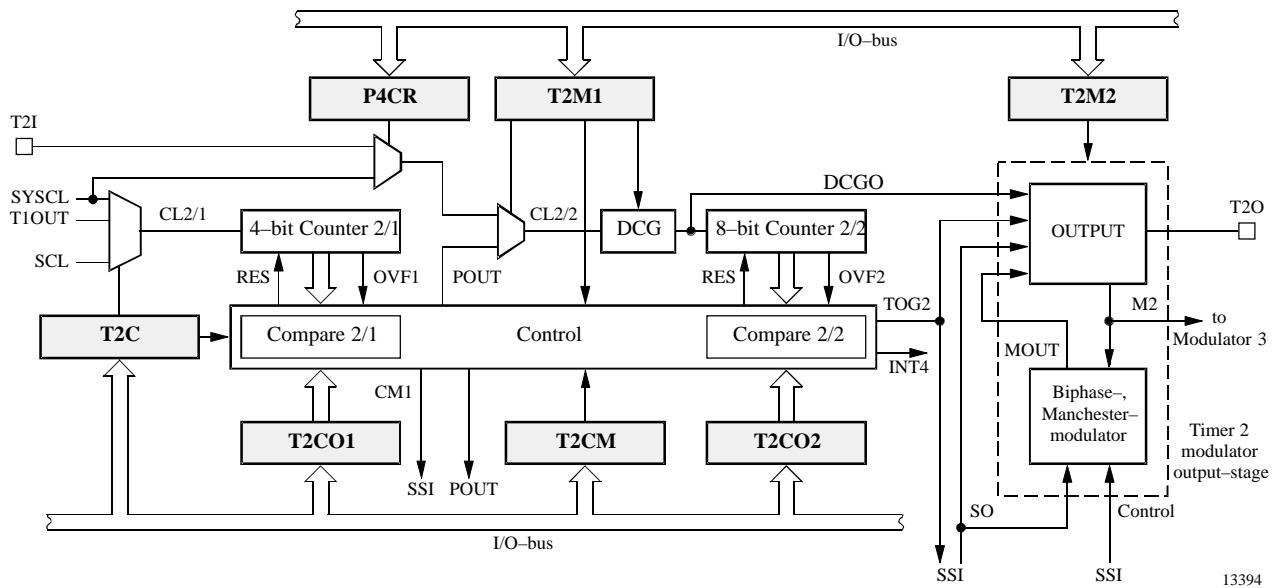 I/O–bus
P4CR
T2M1
T2M2
T2I
SYSCL
T1OUT
SCL
CL2/1
4–bit Counter 2/1
POUT
CL2/2
DCG
DCGO
8–bit Counter 2/2
OUTPUT
T2O
RES
OVF1
RES
OVF2
TOG2
T2C
Compare 2/1
Control
Compare 2/2
INT4
M2
to
Modulator 3
MOUT
CM1
Biphase–,
Manchester–
modulator
T2CO1
T2CM
T2CO2
Timer 2
modulator
output–stage
SSI
POUT
SO
Control
I/O–bus
SSI
SSI
13394